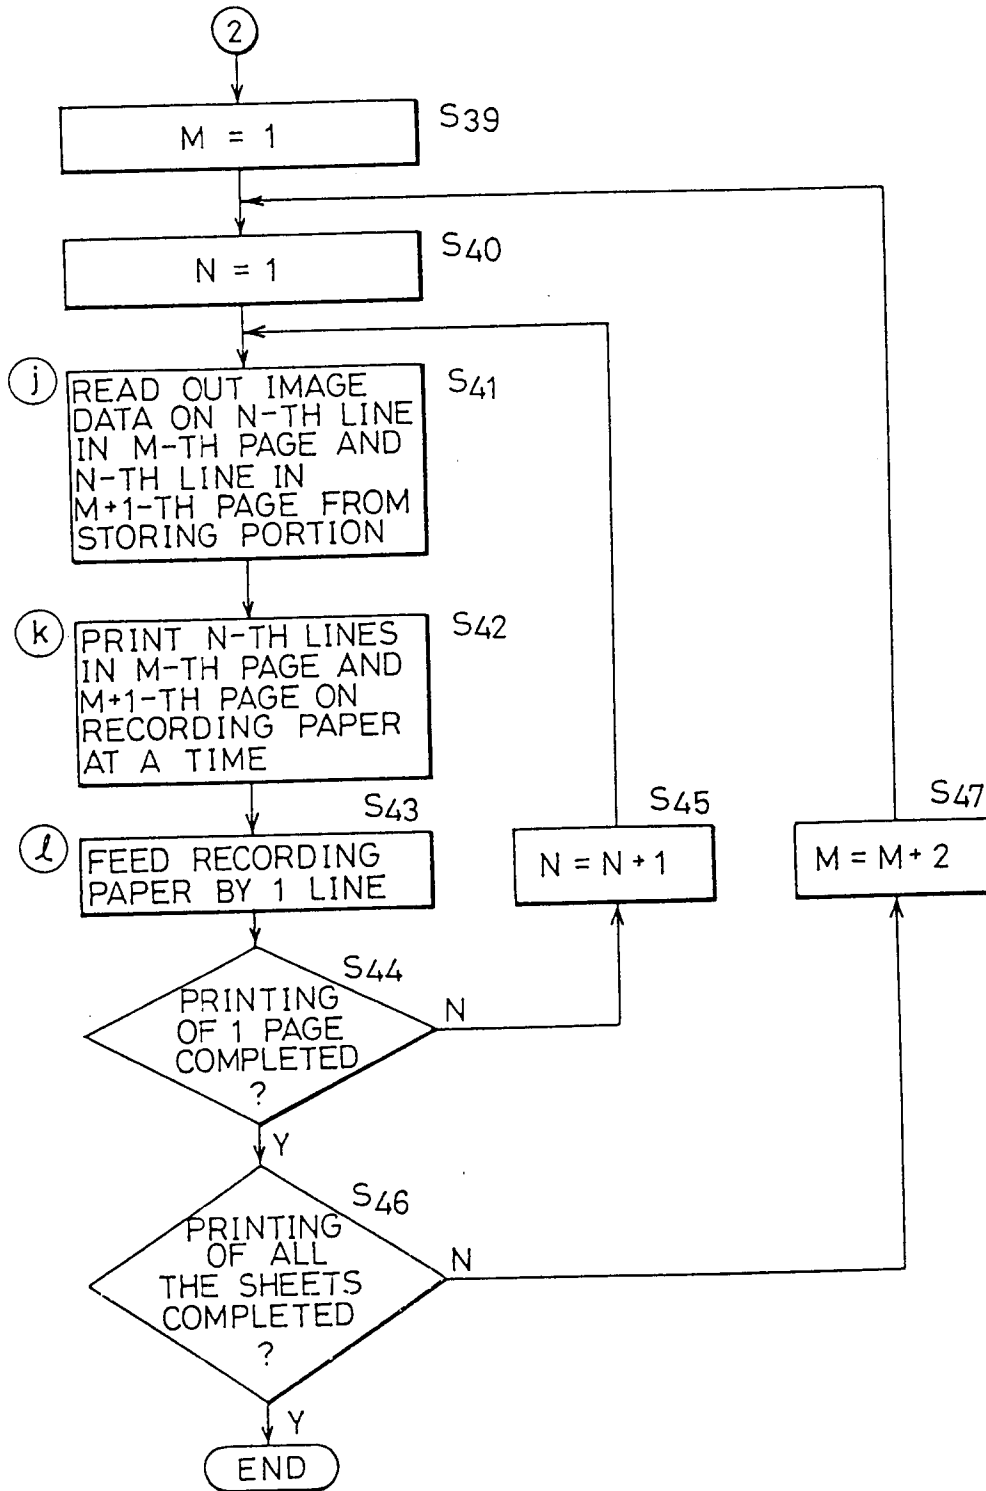 2
M = 1
S39
N = 1
S40
j
READ OUT IMAGE
DATA ON N-TH LINE
IN M-TH PAGE AND
N-TH LINE IN
M+1-TH PAGE FROM
STORING PORTION
S41
k
PRINT N-TH LINES
IN M-TH PAGE AND
M+1-TH PAGE ON
RECORDING PAPER
AT A TIME
S42
S43
l
FEED RECORDING
PAPER BY 1 LINE
S45
N = N + 1
S47
M = M + 2
S44
PRINTING
OF 1 PAGE
COMPLETED
?
N
Y
S46
PRINTING
OF ALL
THE SHEETS
COMPLETED
?
N
Y
END